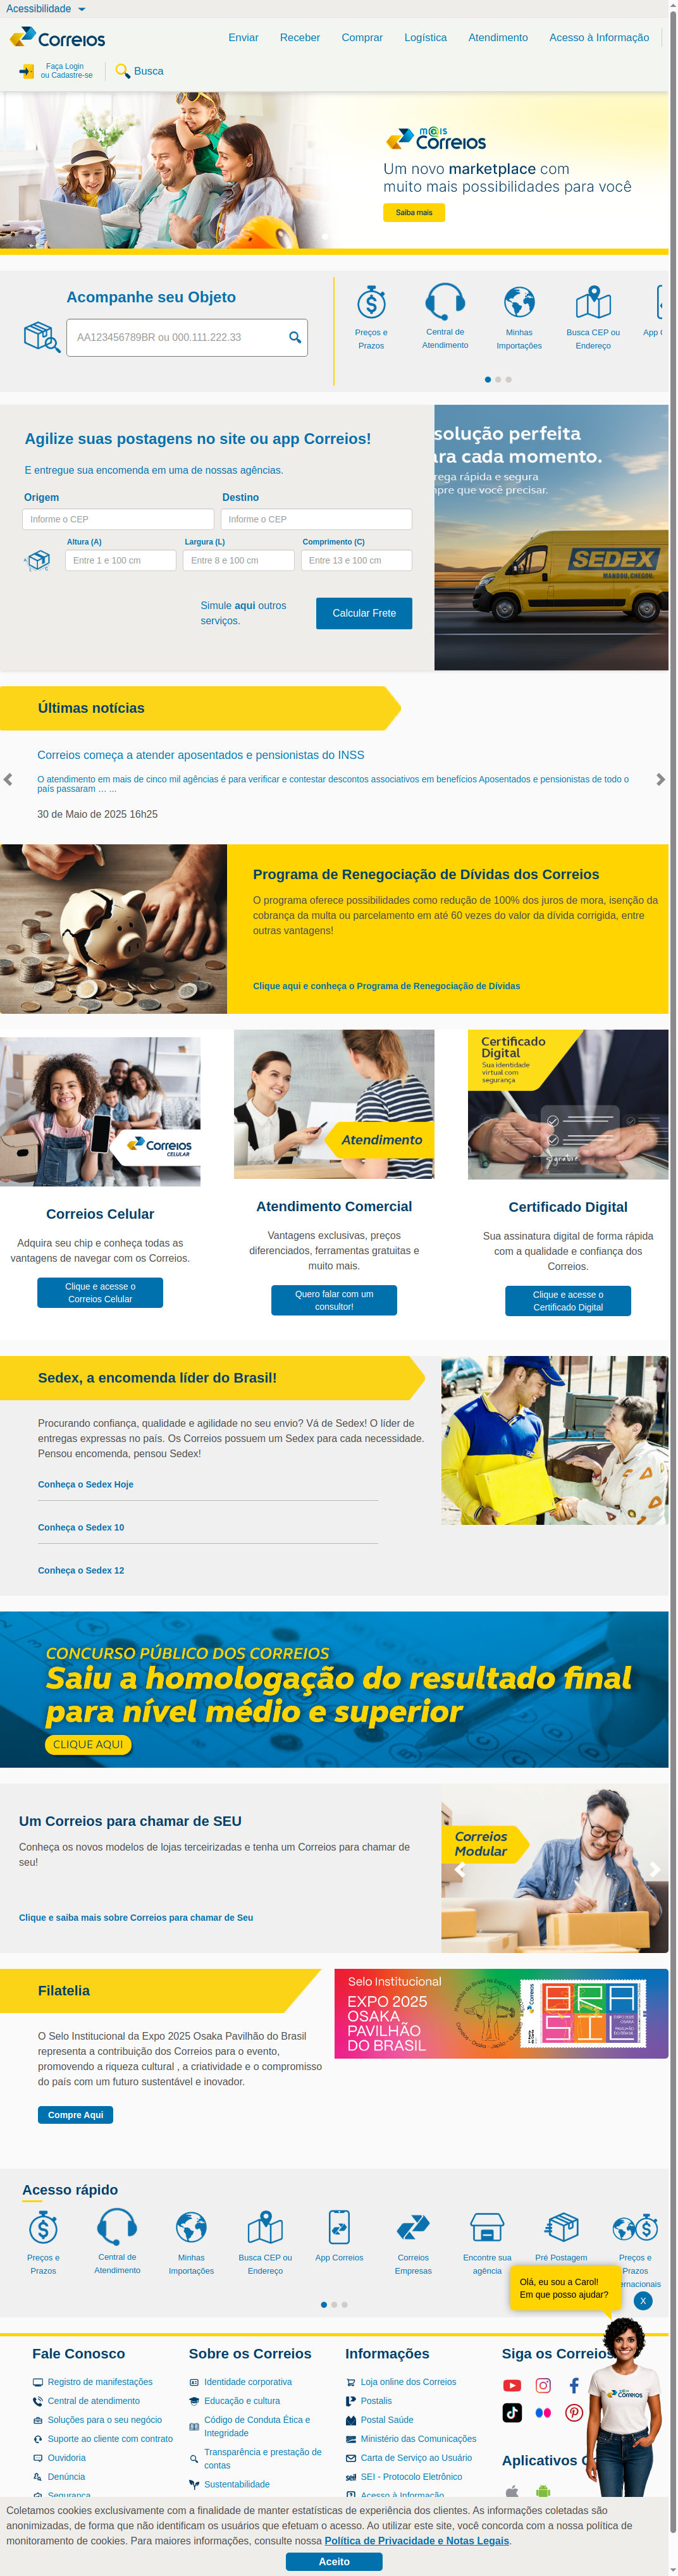 Acessibilidade
Correios
Enviar Receber Comprar Logística Atendimento Acesso à Informação
Faça Login
ou Cadastre-se
Busca
m@is
Correios
Um novo marketplace com
muito mais possibilidades para você
Saiba mais
Acompanhe seu Objeto
AA123456789BR ou 000.111.222.33
Preços e
Prazos
Central de
Atendimento
Minhas
Importações
Busca CEP ou
Endereço
App C
Agilize suas postagens no site ou app Correios!
E entregue sua encomenda em uma de nossas agências.
Origem
Destino
Informe o CEP
Informe o CEP
Altura (A)
Largura (L)
Comprimento (C)
Entre 1 e 100 cm
Entre 8 e 100 cm
Entre 13 e 100 cm
Simule aqui outros
serviços.
Calcular Frete
solução perfeita
ra cada momento.
rega rápida e segura
pre que você precisar.
SEDEX
MANDOU, CHEGOU.
Últimas notícias
Correios começa a atender aposentados e pensionistas do INSS
O atendimento em mais de cinco mil agências é para verificar e contestar descontos associativos em benefícios Aposentados e pensionistas de todo o
país passaram … ...
30 de Maio de 2025 16h25
Programa de Renegociação de Dívidas dos Correios
O programa oferece possibilidades como redução de 100% dos juros de mora, isenção da
cobrança da multa ou parcelamento em até 60 vezes do valor da dívida corrigida, entre
outras vantagens!
Clique aqui e conheça o Programa de Renegociação de Dívidas
Correios
CELULAR
Correios Celular
Adquira seu chip e conheça todas as
vantagens de navegar com os Correios.
Clique e acesse o
Correios Celular
Atendimento
Atendimento Comercial
Vantagens exclusivas, preços
diferenciados, ferramentas gratuitas e
muito mais.
Quero falar com um
consultor!
Certificado
Digital
Sua identidade
virtual com
segurança
Certificado Digital
Sua assinatura digital de forma rápida
com a qualidade e confiança dos
Correios.
Clique e acesse o
Certificado Digital
Sedex, a encomenda líder do Brasil!
Procurando confiança, qualidade e agilidade no seu envio? Vá de Sedex! O líder de
entregas expressas no país. Os Correios possuem um Sedex para cada necessidade.
Pensou encomenda, pensou Sedex!
Conheça o Sedex Hoje
Conheça o Sedex 10
Conheça o Sedex 12
CONCURSO PÚBLICO DOS CORREIOS
Saiu a homologação do resultado final
para nível médio e superior
CLIQUE AQUI
Um Correios para chamar de SEU
Conheça os novos modelos de lojas terceirizadas e tenha um Correios para chamar de
seu!
Clique e saiba mais sobre Correios para chamar de Seu
Correios
Modular
Filatelia
O Selo Institucional da Expo 2025 Osaka Pavilhão do Brasil
representa a contribuição dos Correios para o evento,
promovendo a riqueza cultural , a criatividade e o compromisso
do país com um futuro sustentável e inovador.
Compre Aqui
Selo Institucional
EXPO 2025
OSAKA
PAVILHÃO
DO BRASIL
Acesso rápido
Preços e
Prazos
Central de
Atendimento
Minhas
Importações
Busca CEP ou
Endereço
App Correios
Correios
Empresas
Encontre sua
agência
Pré Postagem
Preços e
Prazos
ernacionais
Olá, eu sou a Carol!
Em que posso ajudar?
X
Fale Conosco
Registro de manifestações
Central de atendimento
Soluções para o seu negócio
Suporte ao cliente com contrato
Ouvidoria
Denúncia
Segurança
Sobre os Correios
Identidade corporativa
Educação e cultura
Código de Conduta Ética e
Integridade
Transparência e prestação de
contas
Sustentabilidade
Informações
Loja online dos Correios
Postalis
Postal Saúde
Ministério das Comunicações
Carta de Serviço ao Usuário
SEI - Protocolo Eletrônico
Acesso à Informação
Siga os Correios
Aplicativos C
Correios
Coletamos cookies exclusivamente com a finalidade de manter estatísticas de experiência dos clientes. As informações coletadas são
anonimizadas, de forma que não identificam os usuários que efetuam o acesso. Ao utilizar este site, você concorda com a nossa política de
monitoramento de cookies. Para maiores informações, consulte nossa Política de Privacidade e Notas Legais.
Aceito